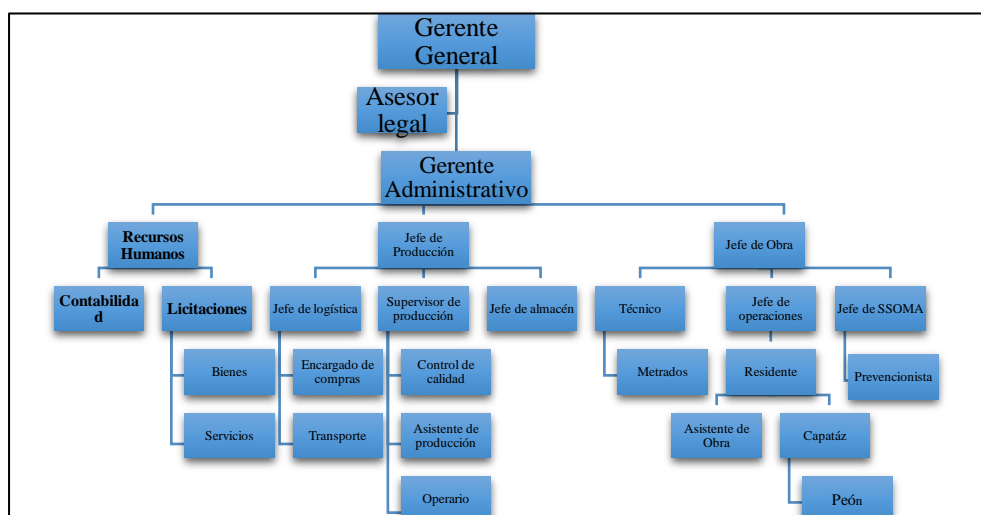 Gerente
General
Asesor
legal
Gerente
Administrativo
Recursos
Humanos
Jefe de
Producción
Jefe de Obra
Contabilida
d
Licitaciones
Jefe de logística
Supervisor de
producción
Jefe de almacén
Técnico
Jefe de
operaciones
Jefe de SSOMA
Bienes
Encargado de
compras
Control de
calidad
Metrados
Residente
Prevencionista
Servicios
Transporte
Asistente de
producción
Asistente de
Obra
Capatáz
Operario
Peón